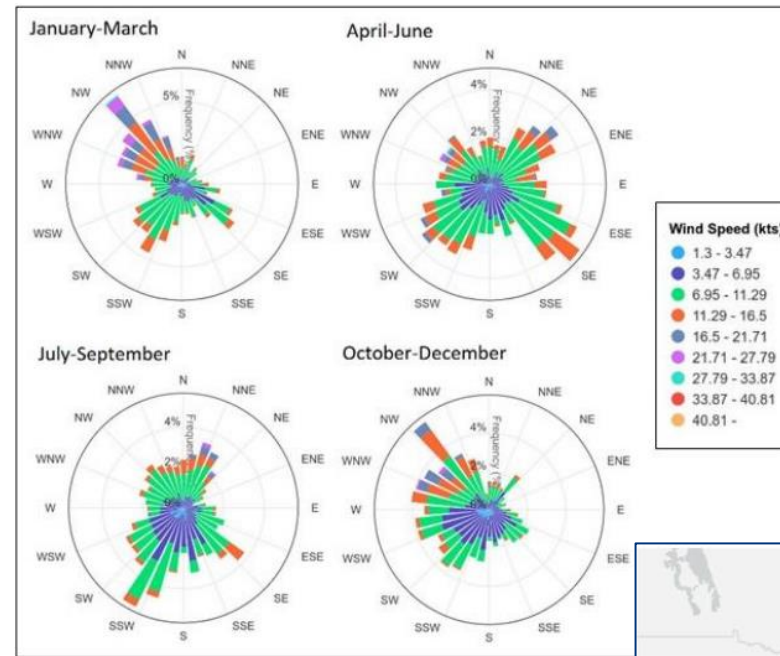 January-March
N
NNE
NE
ENE
E
ESE
SE
SSE
S
SSW
SW
WSW
W
WNW
NW
NNW
5%
0%
Frequency (%)
April-June
N
NNE
NE
ENE
E
ESE
SE
SSE
S
SSW
SW
WSW
W
WNW
NW
NNW
4%
2%
Frequency (%)
July-September
N
NNE
NE
ENE
E
ESE
SE
SSE
S
SSW
SW
WSW
W
WNW
NW
NNW
4%
2%
October-December
N
NNE
NE
ENE
E
ESE
SE
SSE
S
SSW
SW
WSW
W
WNW
NW
NNW
4%
2%
Wind Speed (kts)
1.3 - 3.47
3.47 - 6.95
6.95 - 11.29
11.29 - 16.5
16.5 - 21.71
21.71 - 27.79
27.79 - 33.87
33.87 - 40.81
40.81 -